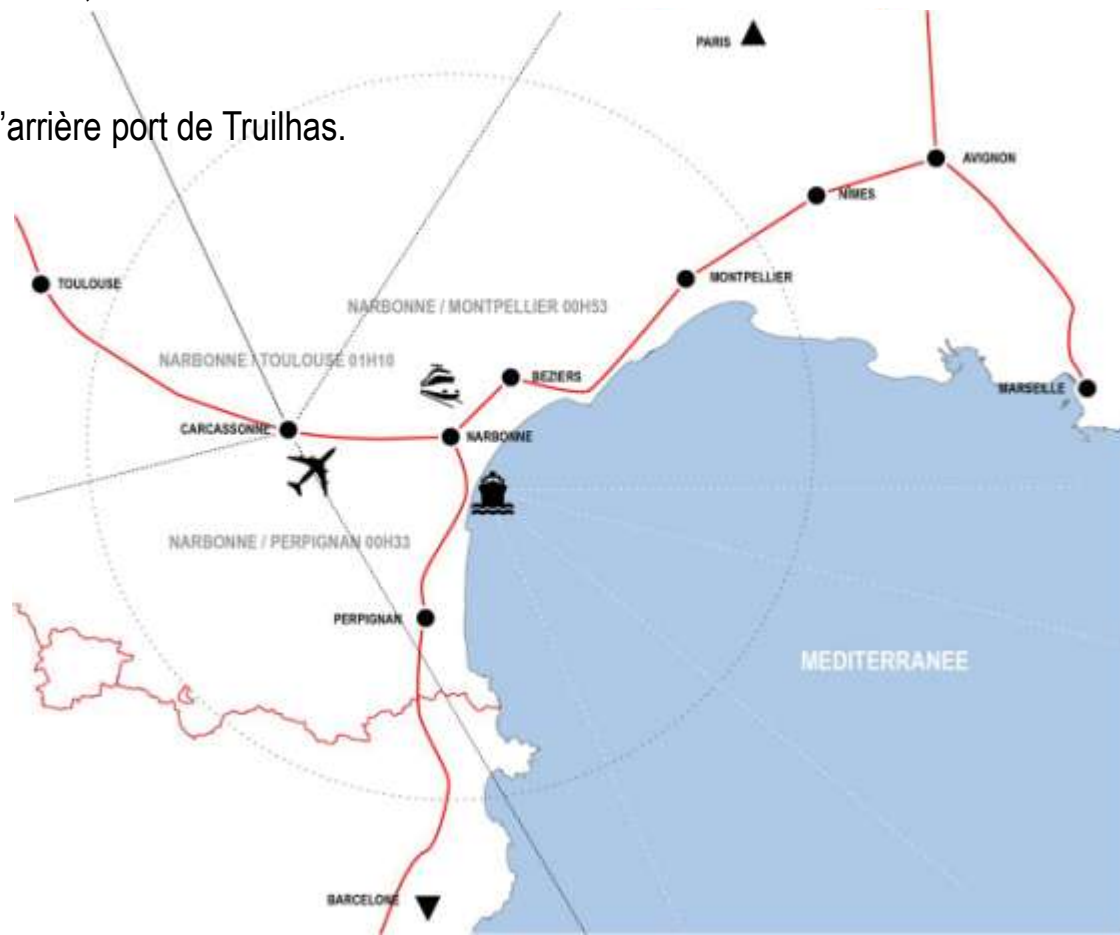 PARIS
’arrière port de Truilhas.
AVIGNON
NÎMES
TOULOUSE
MONTPELLIER
NARBONNE / MONTPELLIER 00H53
NARBONNE / TOULOUSE 01H10
BEZIERS
MARSEILLE
CARCASSONNE
NARBONNE
NARBONNE / PERPIGNAN 00H33
PERPIGNAN
MEDITERRANEE
BARCELONE